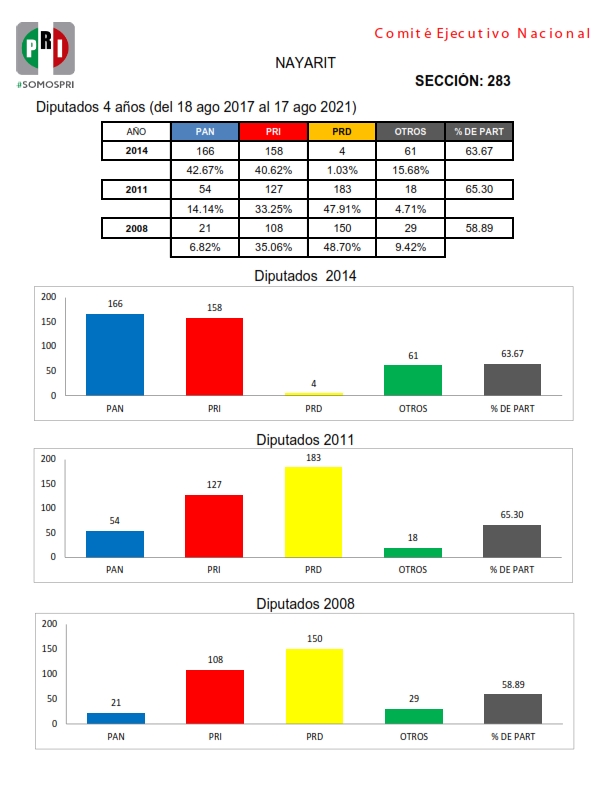 Comité Ejecutivo Nacional
PRI
#SOMOSPRI
NAYARIT
SECCIÓN: 283
Diputados 4 años (del 18 ago 2017 al 17 ago 2021)
AÑO PAN PRI PRD OTROS % DE PART
2014 166 158 4 61 63.67
42.67% 40.62% 1.03% 15.68%
2011 54 127 183 18 65.30
14.14% 33.25% 47.91% 4.71%
2008 21 108 150 29 58.89
6.82% 35.06% 48.70% 9.42%
Diputados 2014
200
166
158
150
100
61
63.67
50
4
0
PAN PRI PRD OTROS % DE PART
Diputados 2011
200
183
150
127
100
65.30
54
50
18
0
PAN PRI PRD OTROS % DE PART
Diputados 2008
200
150
150
108
100
58.89
50
29
21
0
PAN PRI PRD OTROS % DE PART